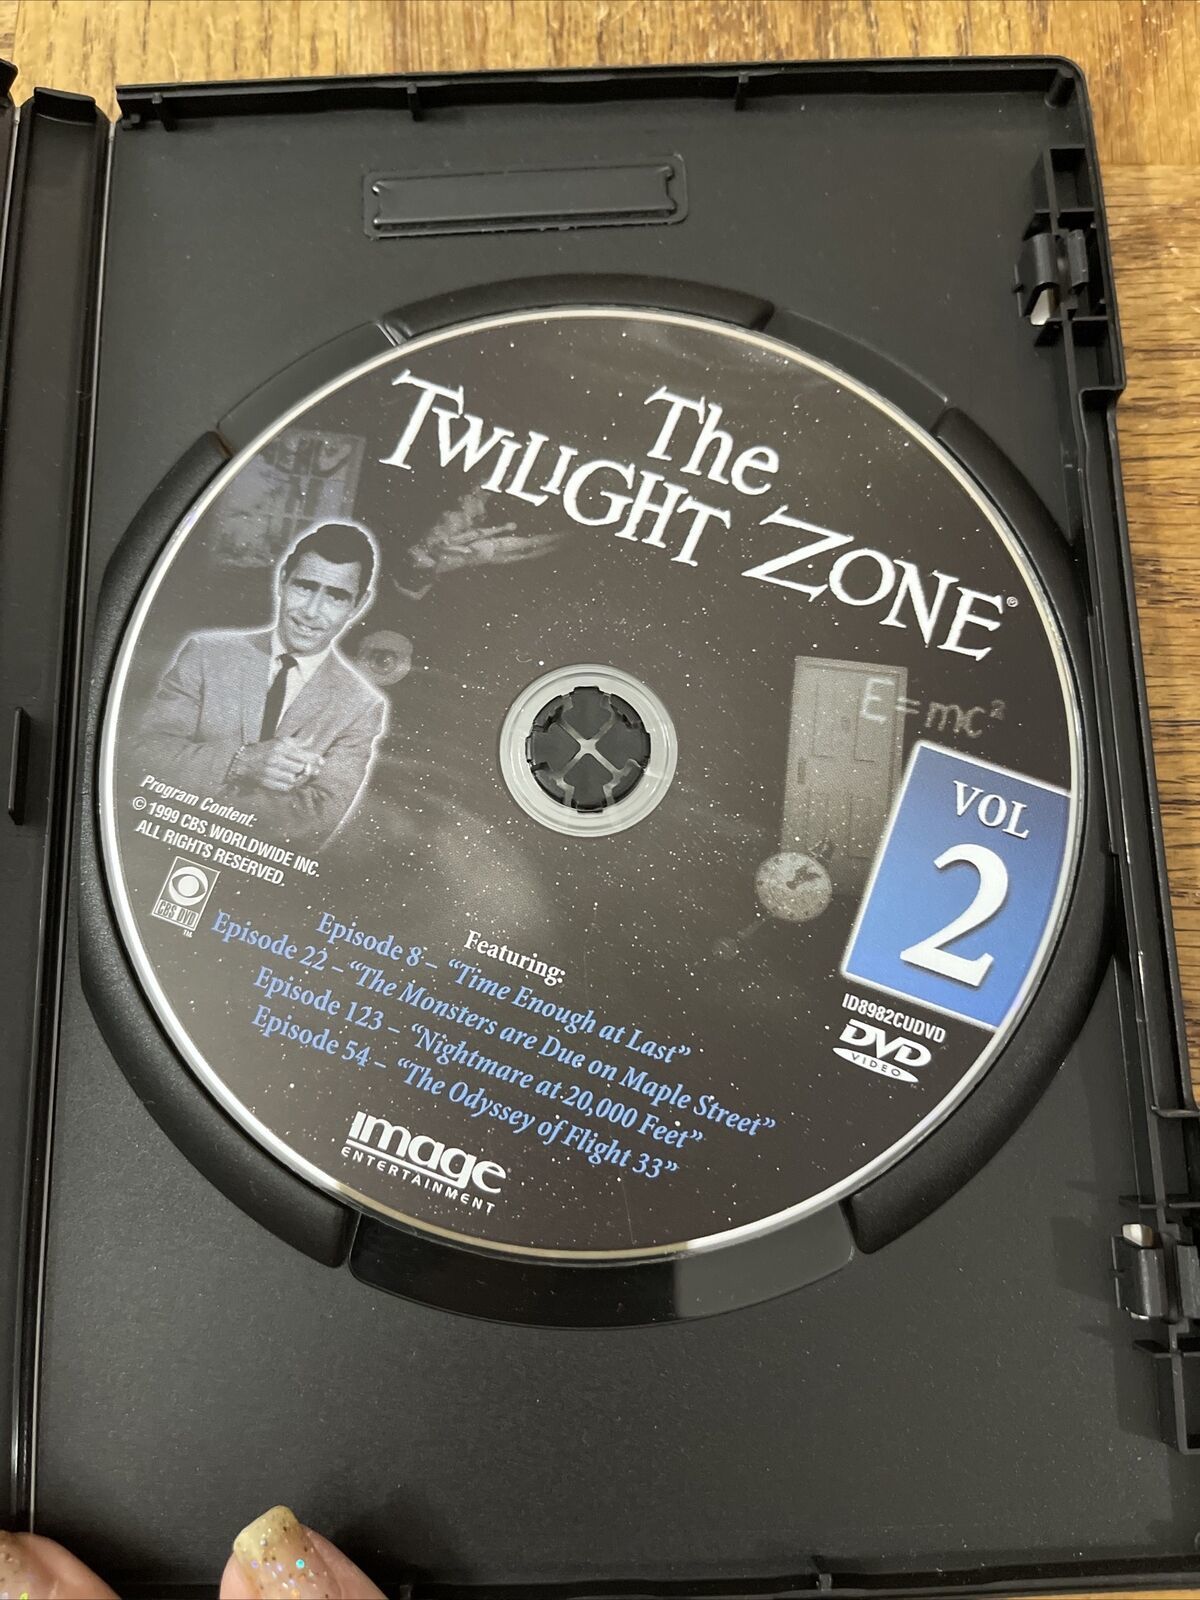 The
TWILIGHT ZONE®
E=mc²
VOL
2
ID8982CUDVD
DVD
VIDEO
Program Content:
© 1999 CBS WORLDWIDE INC.
ALL RIGHTS RESERVED.
CBS DVD
TM
Featuring:
Episode 8 – "Time Enough at Last"
Episode 22 – "The Monsters are Due on Maple Street"
Episode 123 – "Nightmare at 20,000 Feet"
Episode 54 – "The Odyssey of Flight 33"
image
ENTERTAINMENT